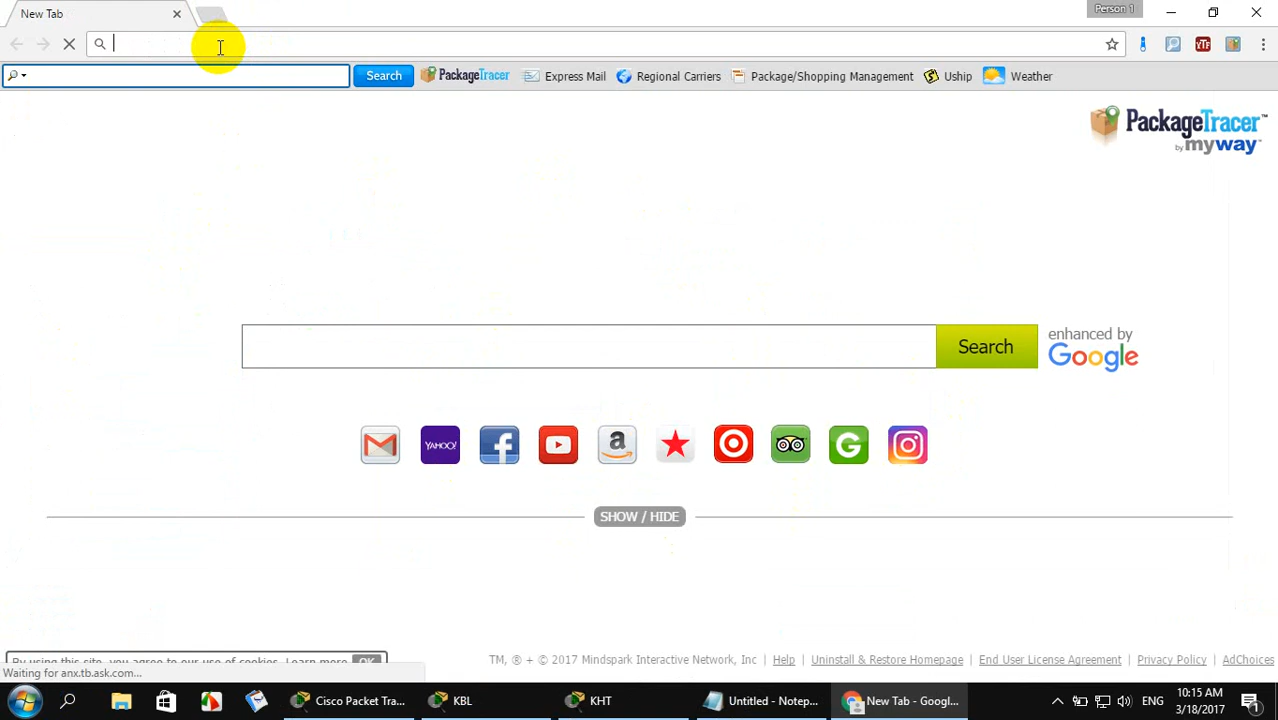 New Tab
Person 1
Search
PackageTracer
Express Mail
Regional Carriers
Package/Shopping Management
Uship
Weather
PackageTracer™
by myway™
Search
enhanced by
Google
YAHOO!
SHOW / HIDE
By using this site, you agree to our use of cookies. Learn more OK
Waiting for anx.tb.ask.com...
TM, ® + © 2017 Mindspark Interactive Network, Inc | Help | Uninstall & Restore Homepage | End User License Agreement | Privacy Policy | AdChoices
Cisco Packet Tra...
KBL
KHT
Untitled - Notep...
New Tab - Googl...
ENG
10:15 AM
3/18/2017